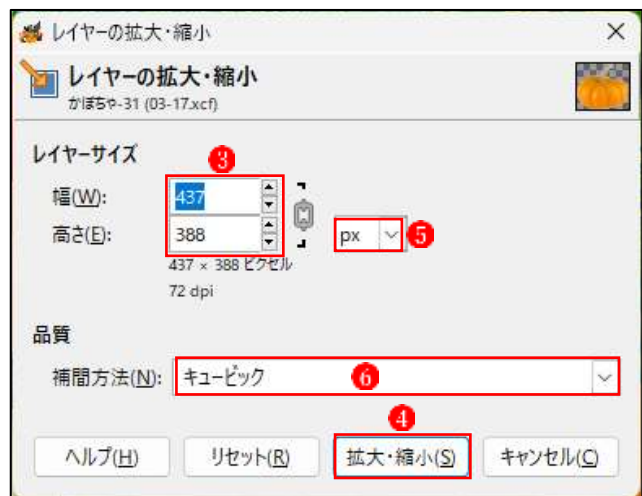 レイヤーの拡大・縮小
レイヤーの拡大・縮小
かぼちゃ-31 (03-17.xcf)
レイヤーサイズ
3
幅(W): 437
高さ(E): 388 px 5
437 × 388 ピクセル
72 dpi
品質
補間方法(N): キュービック 6
4
ヘルプ(H) リセット(R) 拡大・縮小(S) キャンセル(C)